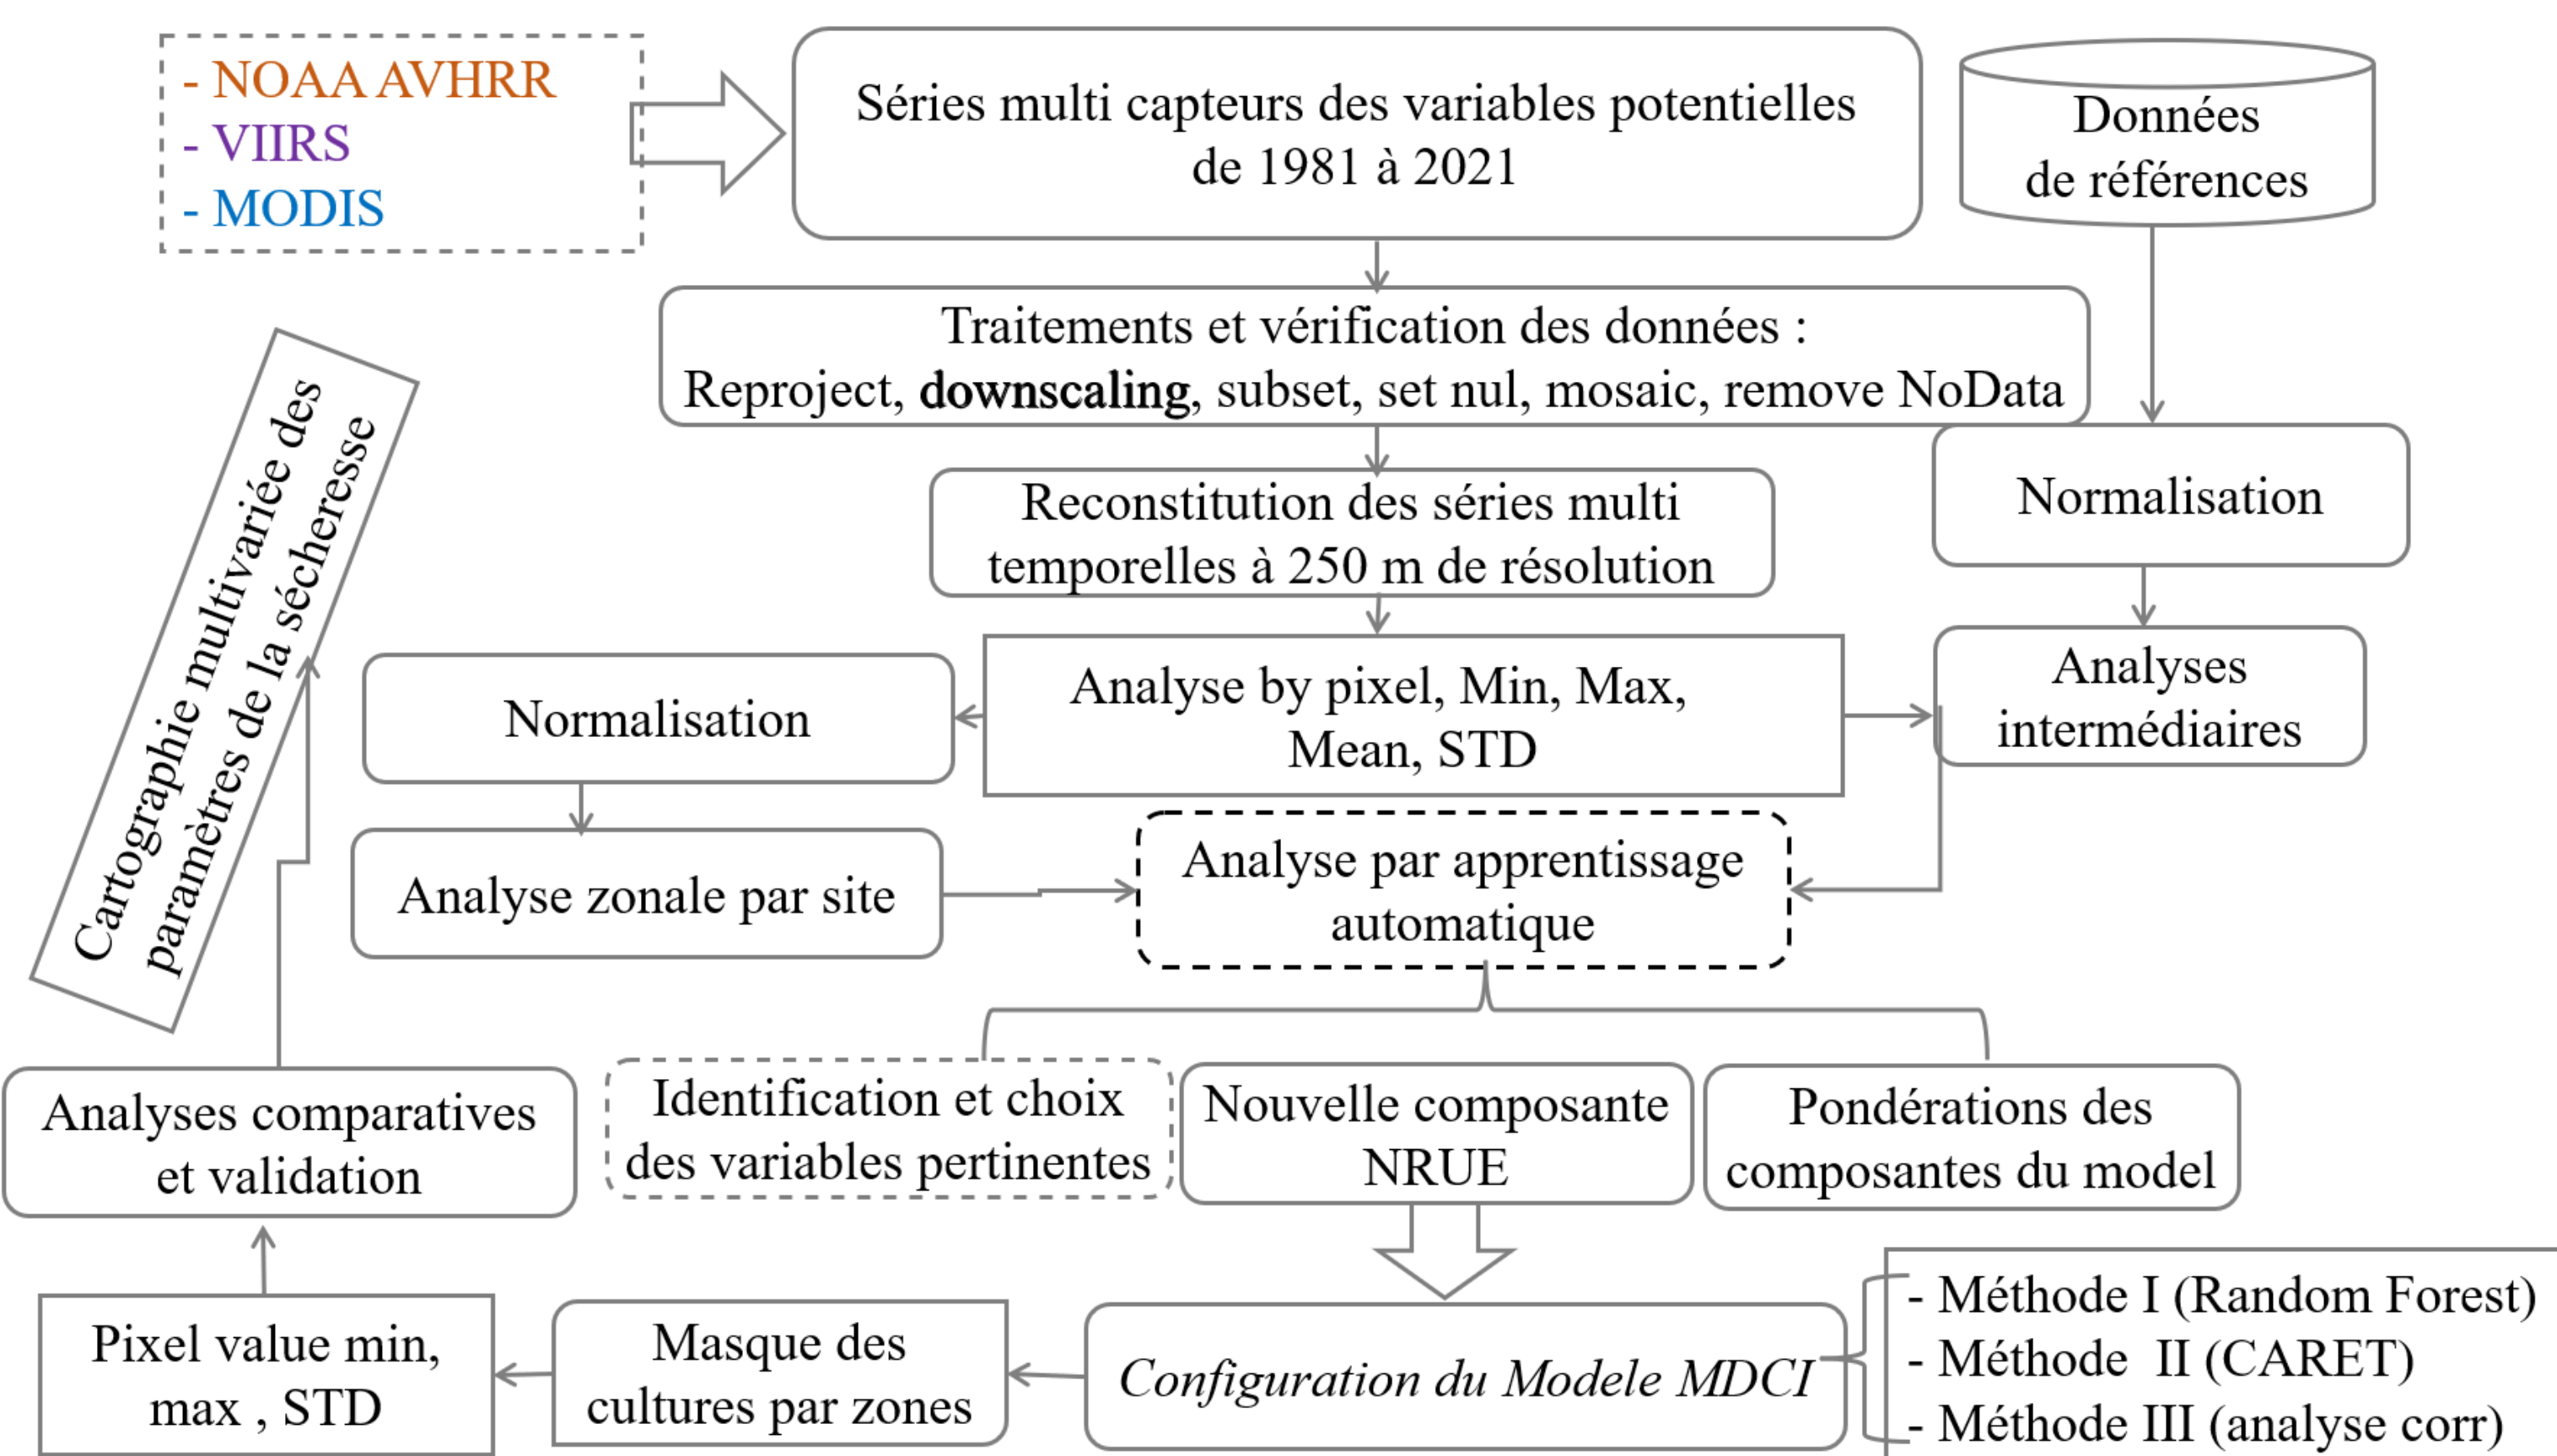 - NOAA AVHRR
- VIIRS
- MODIS
Séries multi capteurs des variables potentielles
de 1981 à 2021
Données
de références
Traitements et vérification des données :
Reproject, downscaling, subset, set nul, mosaic, remove NoData
Reconstitution des séries multi
temporelles à 250 m de résolution
Normalisation
Cartographie multivariée des
paramètres de la sécheresse
Normalisation
Analyse by pixel, Min, Max,
Mean, STD
Analyses
intermédiaires
Analyse zonale par site
Analyse par apprentissage
automatique
Analyses comparatives
et validation
Identification et choix
des variables pertinentes
Nouvelle composante
NRUE
Pondérations des
composantes du model
Pixel value min,
max , STD
Masque des
cultures par zones
Configuration du Modele MDCI
- Méthode I (Random Forest)
- Méthode  II (CARET)
- Méthode III (analyse corr)